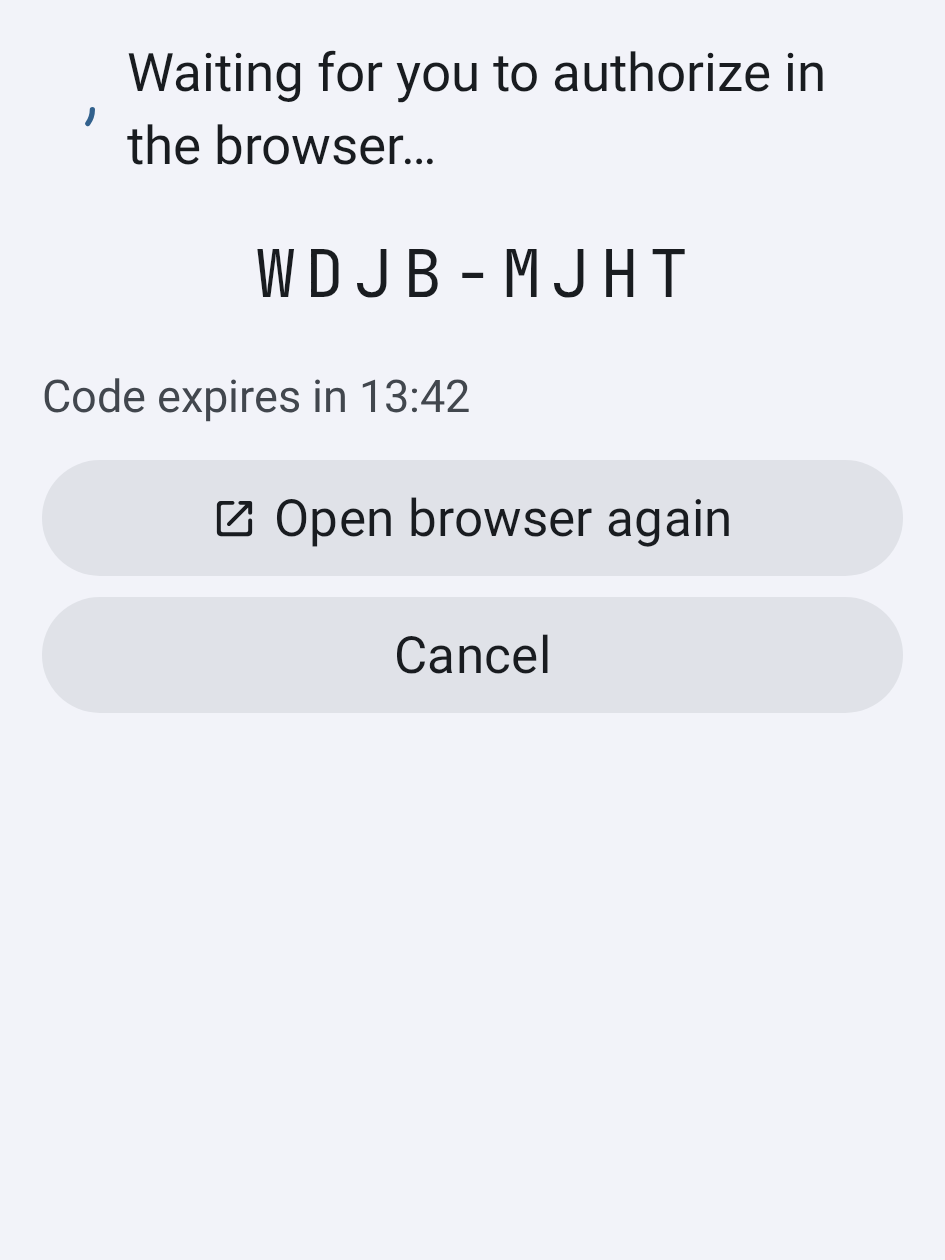 Waiting for you to authorize in
the browser…
WDJB-MJHT
Code expires in 13:42
Open browser again
Cancel